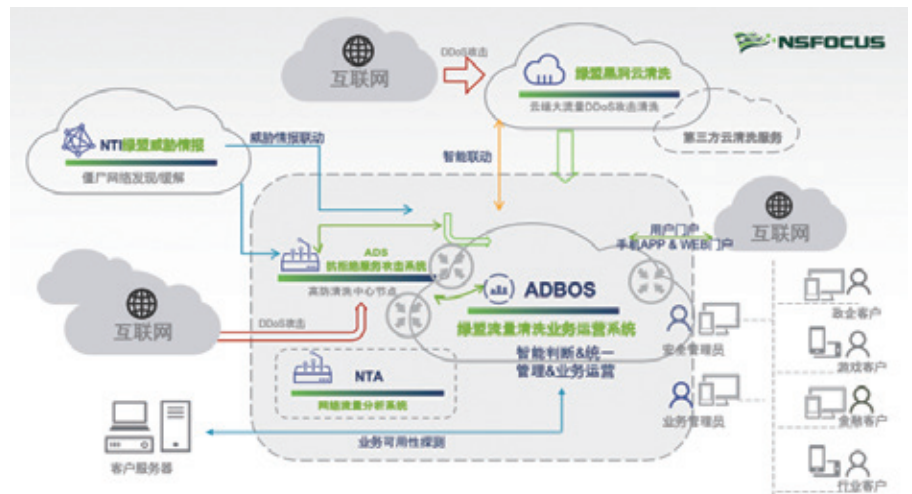 NSFOCUS
互联网
DDoS攻击
绿盟黑洞云清洗
云端大流量DDoS攻击清洗
第三方云清洗服务
NTI绿盟威胁情报
僵尸网络发现/缓解
威胁情报联动
智能联动
互联网
用户门户
手机APP & WEB门户
ADS
抗拒绝服务攻击系统
高防清洗中心节点
互联网
DDoS攻击
ADBOS
绿盟流量清洗业务运营系统
智能判断&统一
管理&业务运营
NTA
网络流量分析系统
安全管理员
业务管理员
政企客户
游戏客户
金融客户
行业客户
业务可用性探测
客户服务器